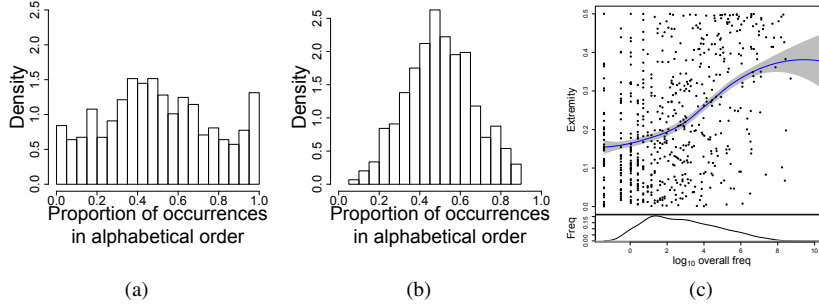 2.5
2.0
1.5
1.0
0.5
0.0
Density
0.0 0.2 0.4 0.6 0.8 1.0
Proportion of occurrences
in alphabetical order
(a)
2.5
2.0
1.5
1.0
0.5
0.0
Density
0.0 0.2 0.4 0.6 0.8 1.0
Proportion of occurrences
in alphabetical order
(b)
0.5
0.4
0.3
0.2
0.1
0.0
Extremity
0.15
0.00
Freq
0 2 4 6 8 10
log10 overall freq
(c)